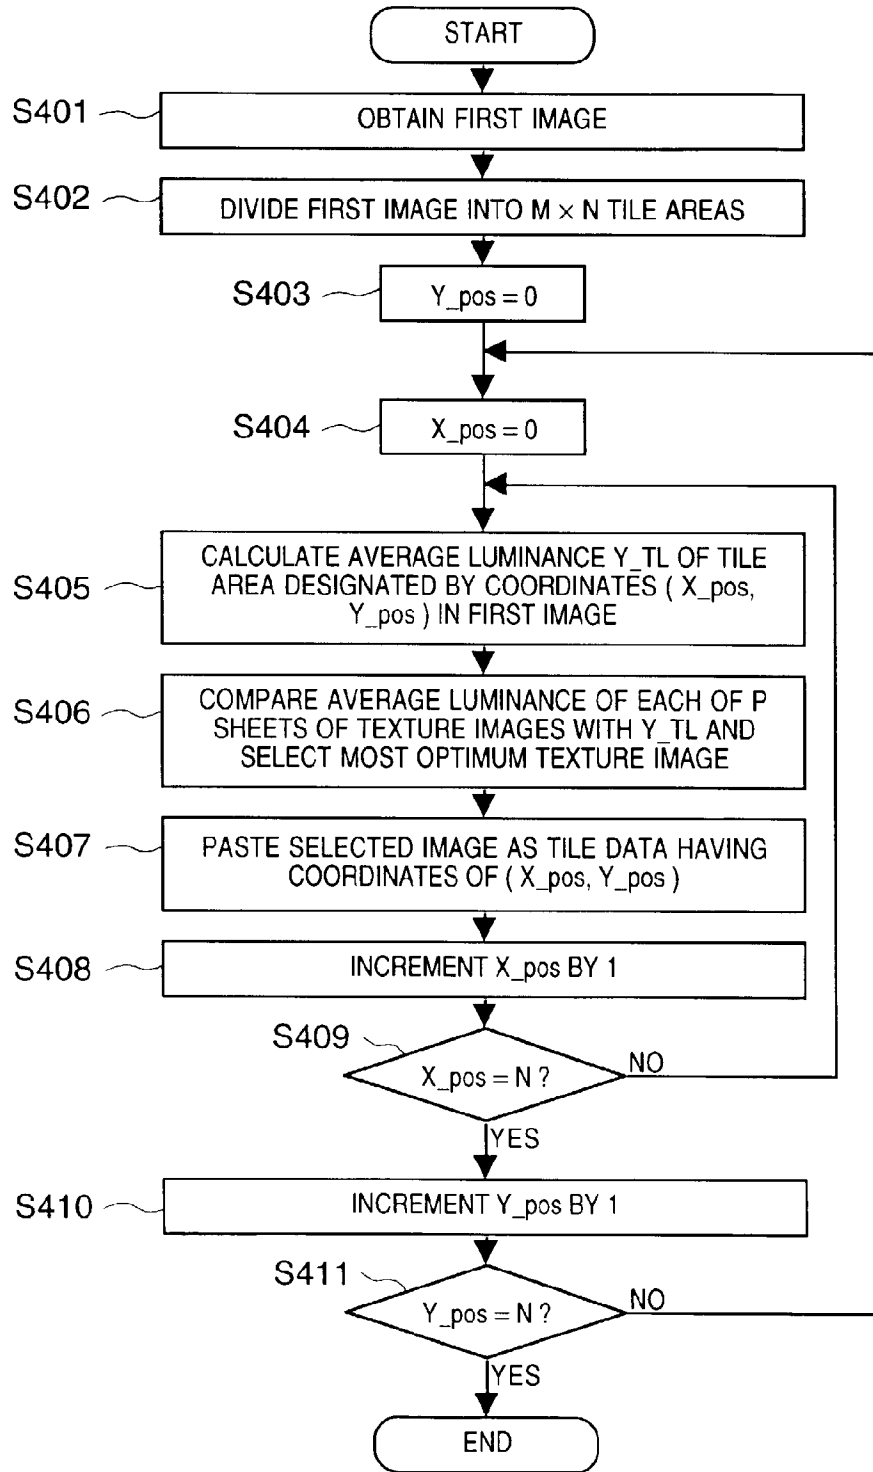 START
S401
OBTAIN FIRST IMAGE
S402
DIVIDE FIRST IMAGE INTO M × N TILE AREAS
S403
Y_pos = 0
S404
X_pos = 0
S405
CALCULATE AVERAGE LUMINANCE Y_TL OF TILE
AREA DESIGNATED BY COORDINATES ( X_pos,
Y_pos ) IN FIRST IMAGE
S406
COMPARE AVERAGE LUMINANCE OF EACH OF P
SHEETS OF TEXTURE IMAGES WITH Y_TL AND
SELECT MOST OPTIMUM TEXTURE IMAGE
S407
PASTE SELECTED IMAGE AS TILE DATA HAVING
COORDINATES OF ( X_pos, Y_pos )
S408
INCREMENT X_pos BY 1
S409
X_pos = N ?
NO
YES
S410
INCREMENT Y_pos BY 1
S411
Y_pos = N ?
NO
YES
END